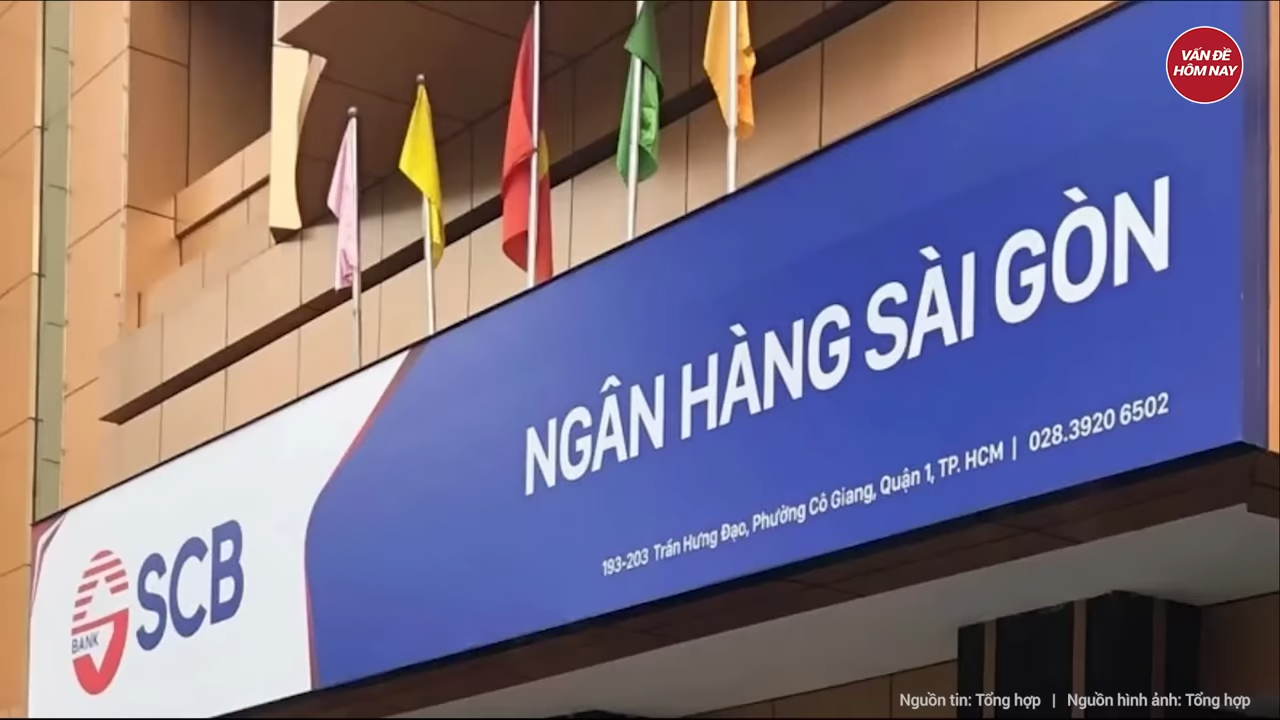 VẤN ĐỀ
HÔM NAY
NGÂN HÀNG SÀI GÒN
193-203 Trần Hưng Đạo, Phường Cô Giang, Quận 1, TP. HCM | 028.3920 6502
BANK
SCB
Nguồn tin: Tổng hợp | Nguồn hình ảnh: Tổng hợp